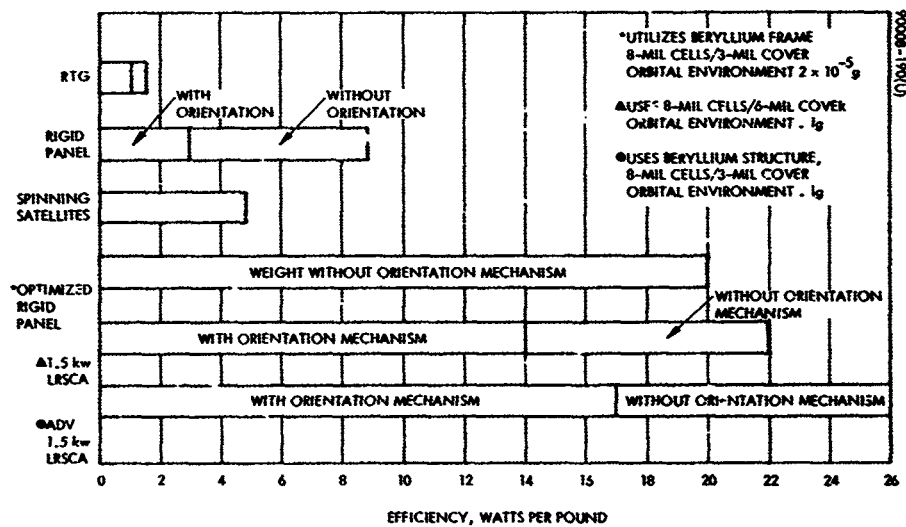 90008-190(U)
*UTILIZES BERYLLIUM FRAME
8-MIL CELLS/3-MIL COVER
ORBITAL ENVIRONMENT 2 x 10⁻⁵g
▲USES 8-MIL CELLS/6-MIL COVER
ORBITAL ENVIRONMENT . 1g
●USES BERYLLIUM STRUCTURE,
8-MIL CELLS/3-MIL COVER
ORBITAL ENVIRONMENT . 1g
RTG
WITH
ORIENTATION
WITHOUT
ORIENTATION
RIGID
PANEL
SPINNING
SATELLITES
WEIGHT WITHOUT ORIENTATION MECHANISM
*OPTIMIZED
RIGID
PANEL
WITHOUT ORIENTATION
MECHANISM
WITH ORIENTATION MECHANISM
▲1.5 kw
LRSCA
WITH ORIENTATION MECHANISM
WITHOUT ORIENTATION MECHANISM
●ADV
1.5 kw
LRSCA
0 2 4 6 8 10 12 14 16 18 20 22 24 26
EFFICIENCY, WATTS PER POUND